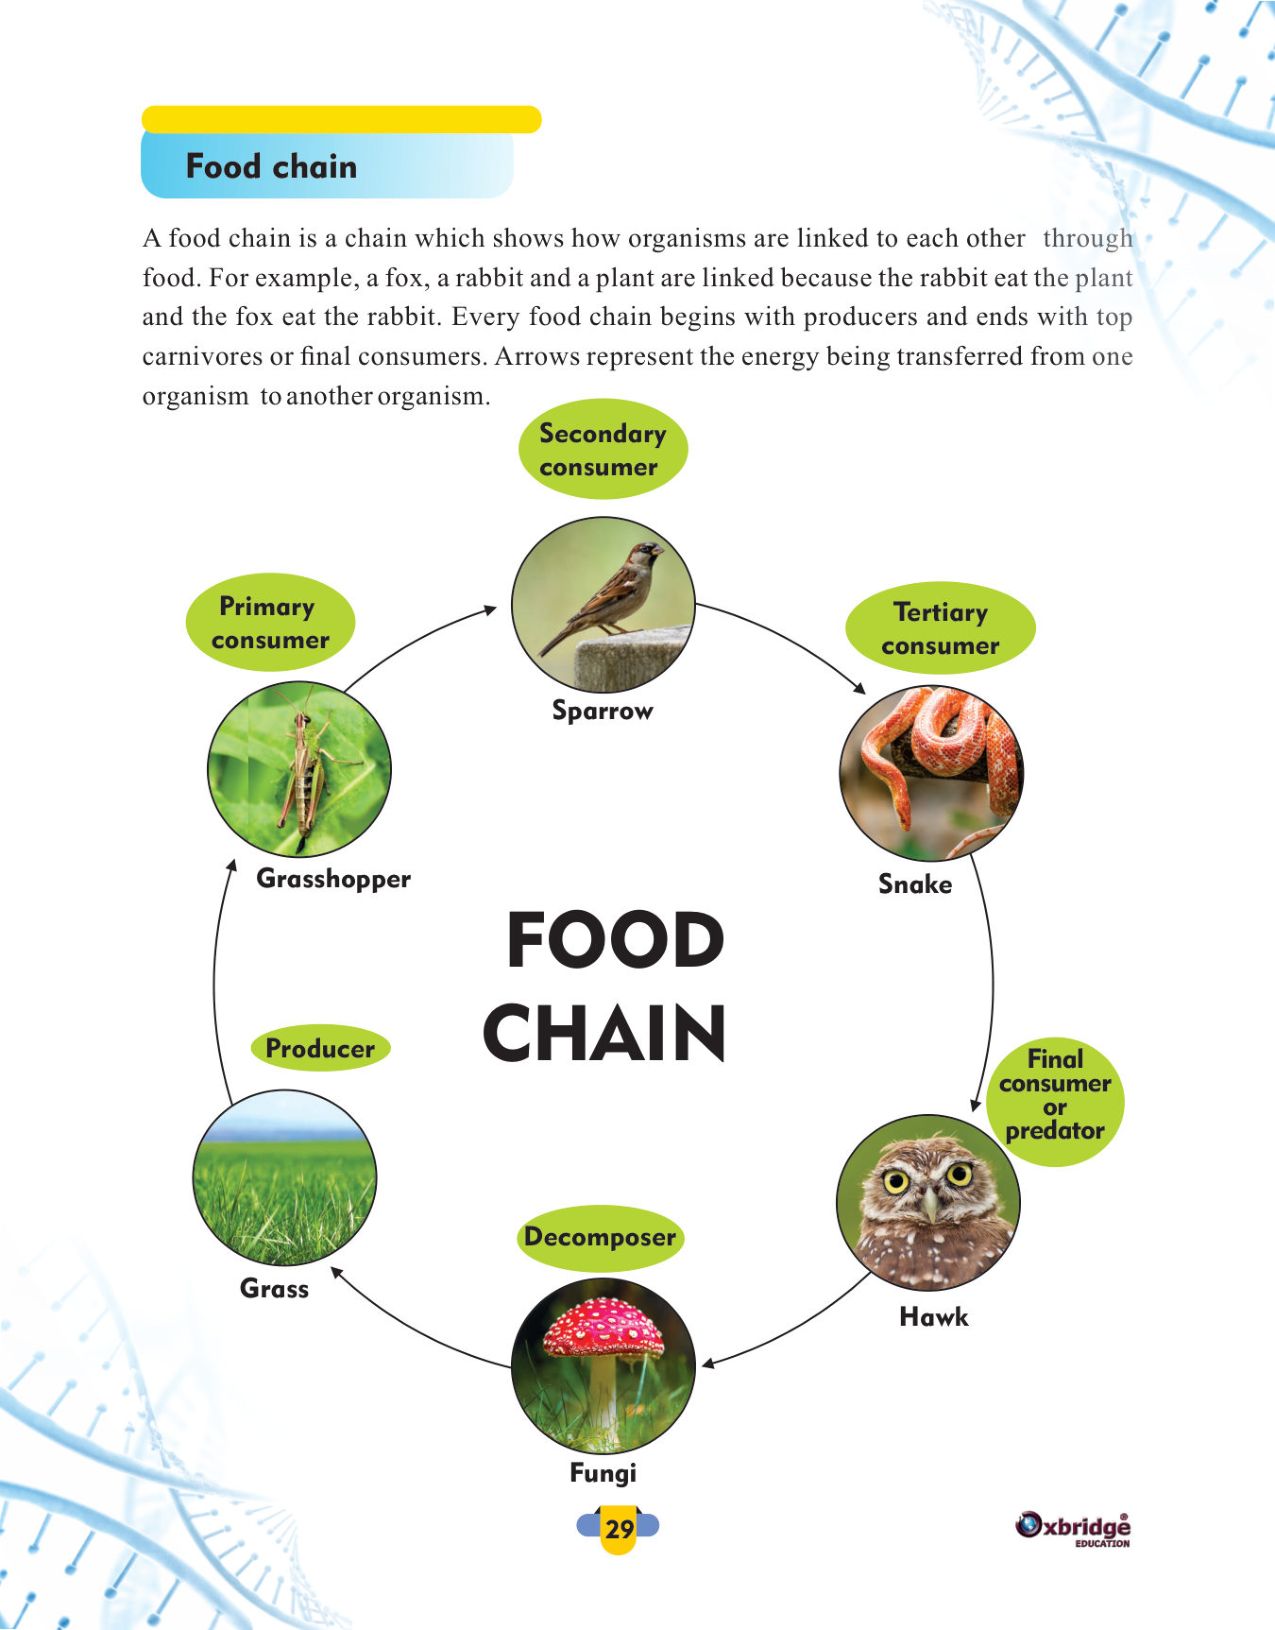 Food chain
A food chain is a chain which shows how organisms are linked to each other through
food. For example, a fox, a rabbit and a plant are linked because the rabbit eat the plant
and the fox eat the rabbit. Every food chain begins with producers and ends with top
carnivores or final consumers. Arrows represent the energy being transferred from one
organism to another organism.
Secondary
consumer
Primary
consumer
Tertiary
consumer
Sparrow
Grasshopper
Snake
FOOD
CHAIN
Producer
Final
consumer
or
predator
Decomposer
Grass
Hawk
Fungi
29
Oxbridge®
EDUCATION